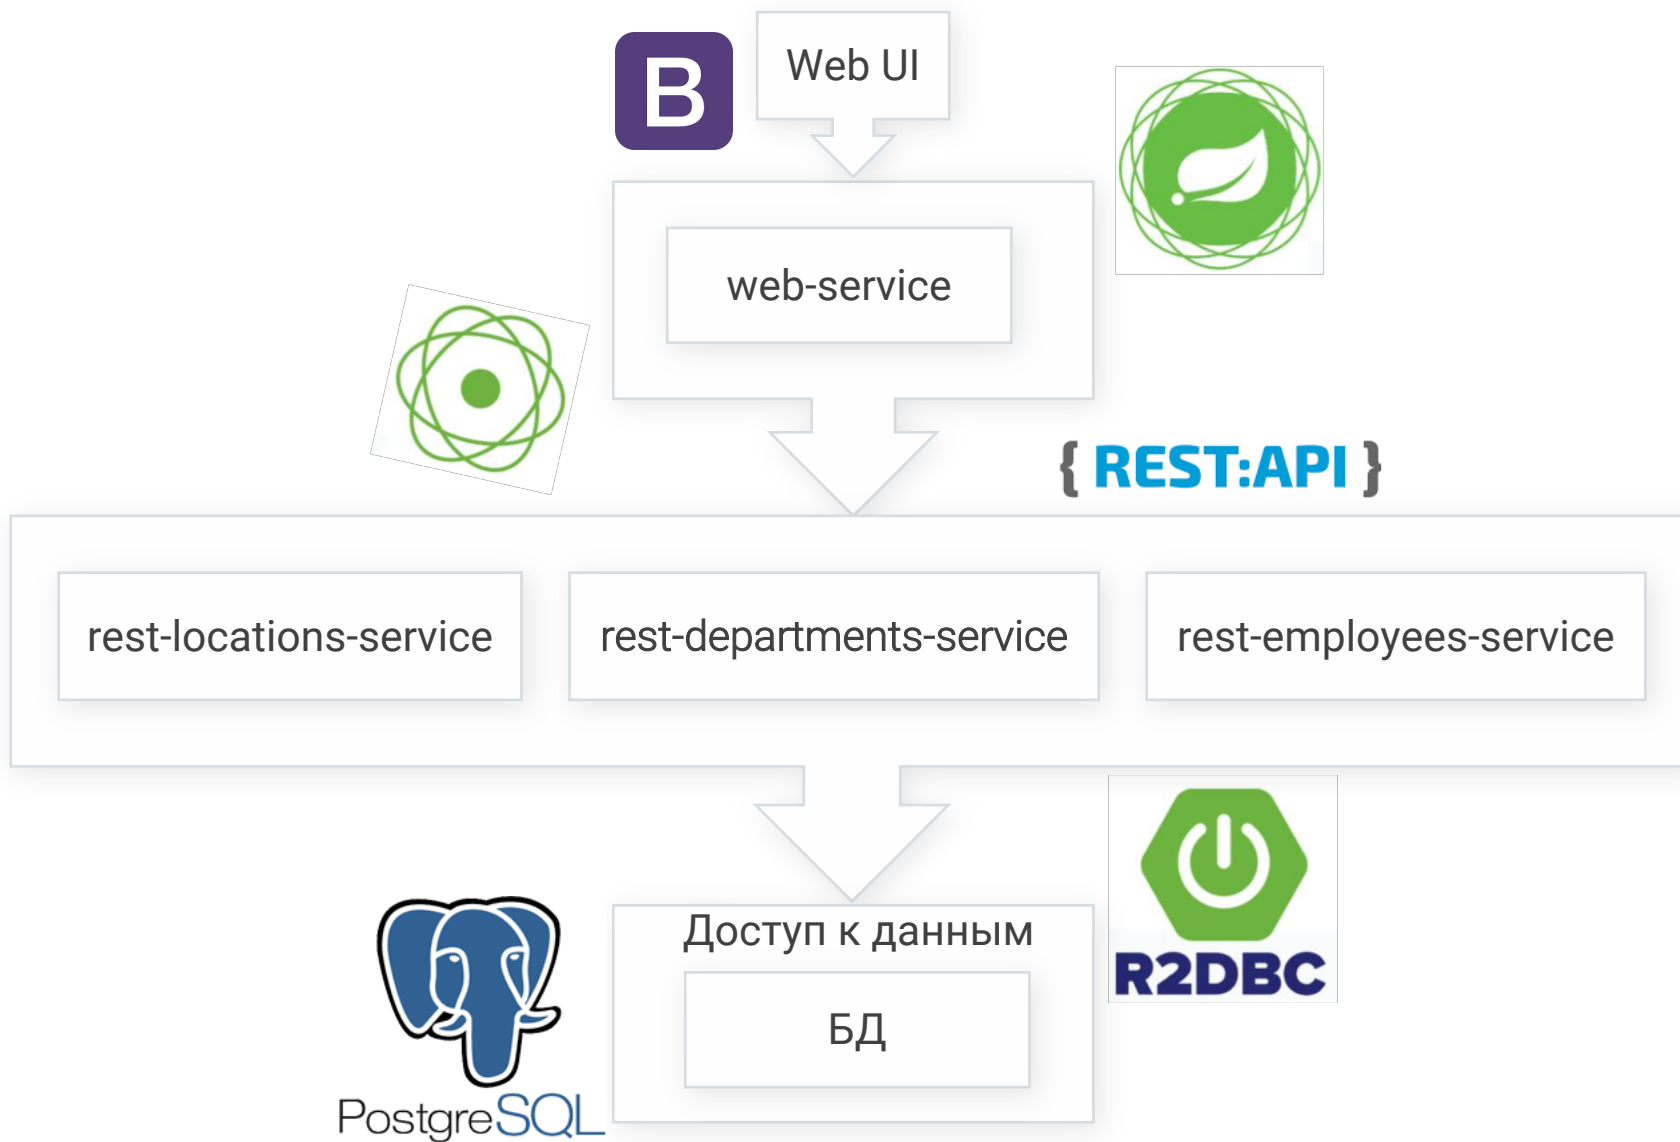 B
Web UI
web-service
{ REST:API }
rest-locations-service
rest-departments-service
rest-employees-service
Доступ к данным
БД
R2DBC
PostgreSQL